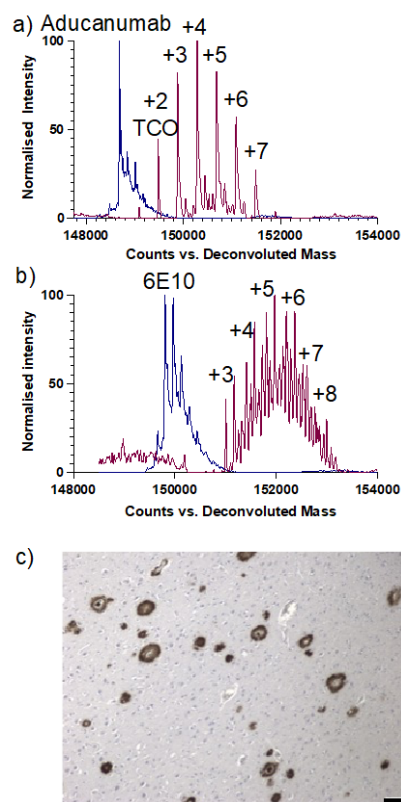 a) Aducanumab
+4
+3
+5
+2
TCO
+6
+7
100
50
0
Normalised Intensity
148000 150000 152000 154000
Counts vs. Deconvoluted Mass
b)
6E10
+5
+6
+4
+3
+7
+8
100
50
0
Normalised intensity
148000 150000 152000 154000
Counts vs. Deconvoluted Mass
c)